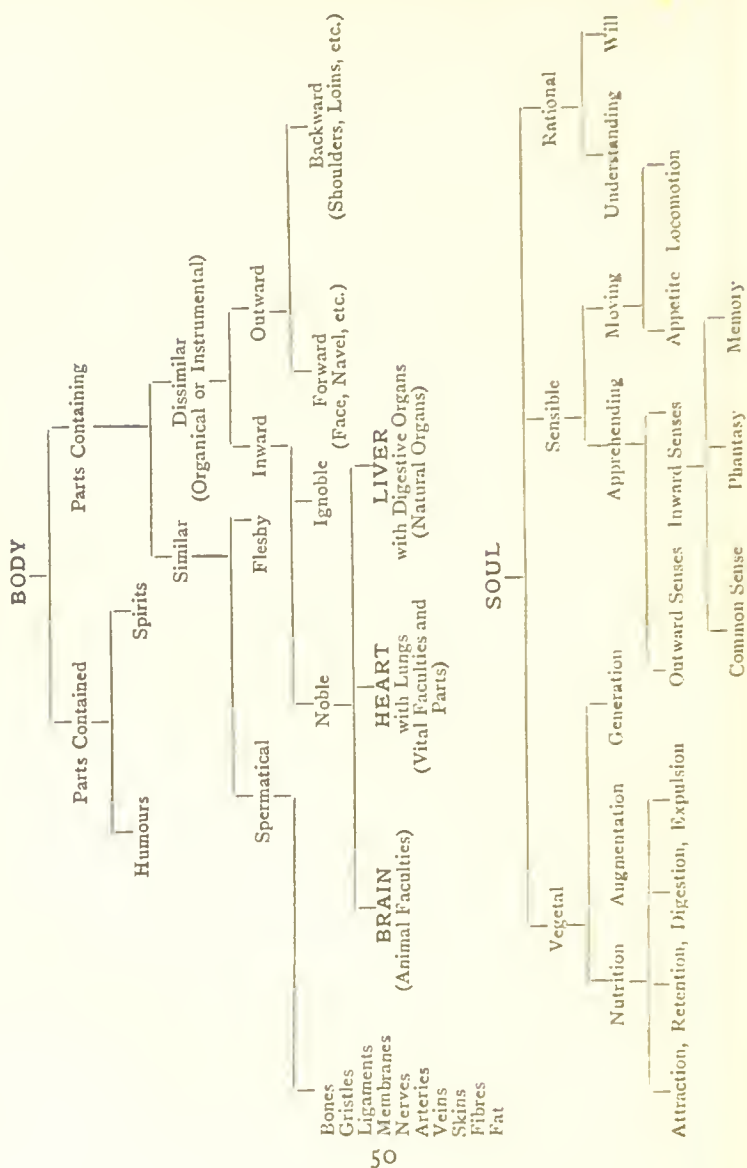 BODY
Parts Contained
Parts Containing
Humours
Spirits
Similar
Dissimilar
(Organical or Instrumental)
Spermatical
Fleshy
Inward
Outward
Bones
Gristles
Ligaments
Membranes
Nerves
Arteries
Veins
Skins
Fibres
Fat
Noble
Ignoble
Forward
(Face, Navel, etc.)
Backward
(Shoulders, Loins, etc.)
BRAIN
(Animal Faculties)
HEART
with Lungs
(Vital Faculties and
Parts)
LIVER
with Digestive Organs
(Natural Organs)
SOUL
Vegetal
Sensible
Rational
Nutrition
Augmentation
Generation
Apprehending
Moving
Understanding
Will
Attraction, Retention, Digestion, Expulsion
Outward Senses
Inward Senses
Appetite
Locomotion
Common Sense
Phantasy
Memory
50